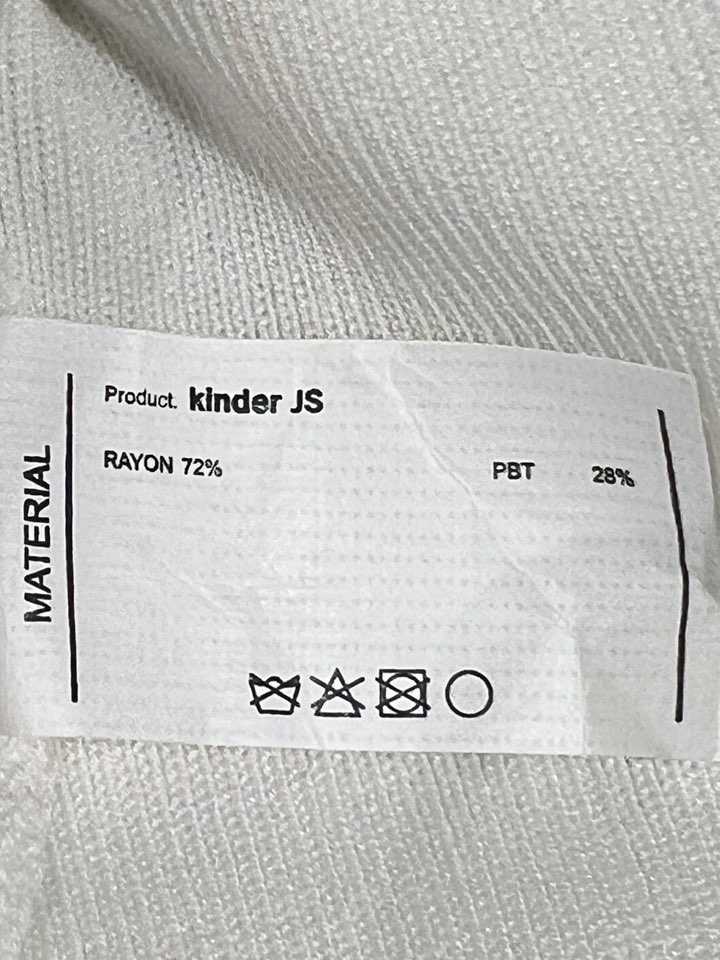 MATERIAL
Product. kinder JS
RAYON 72% PBT 28%